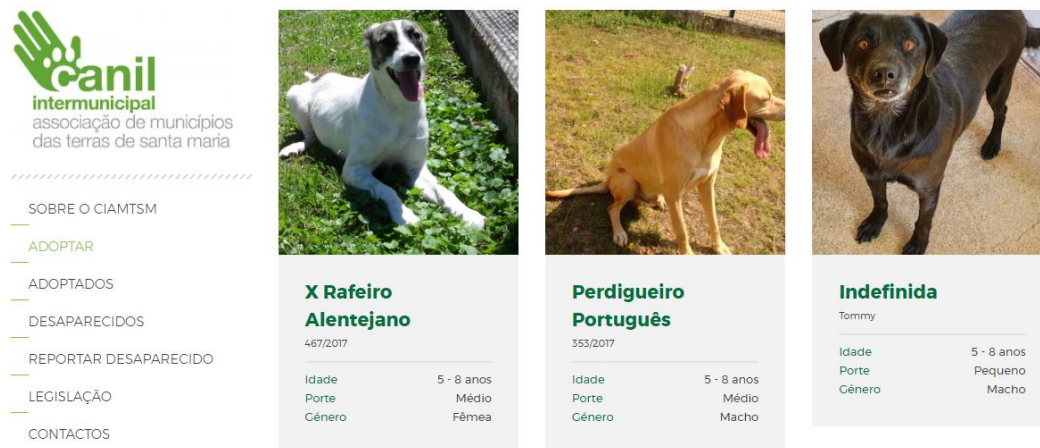 canil
intermunicipal
associação de municípios
das terras de santa maria
SOBRE O CIAMTSM
ADOPTAR
ADOPTADOS
DESAPARECIDOS
REPORTAR DESAPARECIDO
LEGISLAÇÃO
CONTACTOS
X Rafeiro
Alentejano
467/2017
Idade 5 - 8 anos
Porte Médio
Género Fêmea
Perdigueiro
Português
353/2017
Idade 5 - 8 anos
Porte Médio
Género Macho
Indefinida
Tommy
Idade 5 - 8 anos
Porte Pequeno
Género Macho